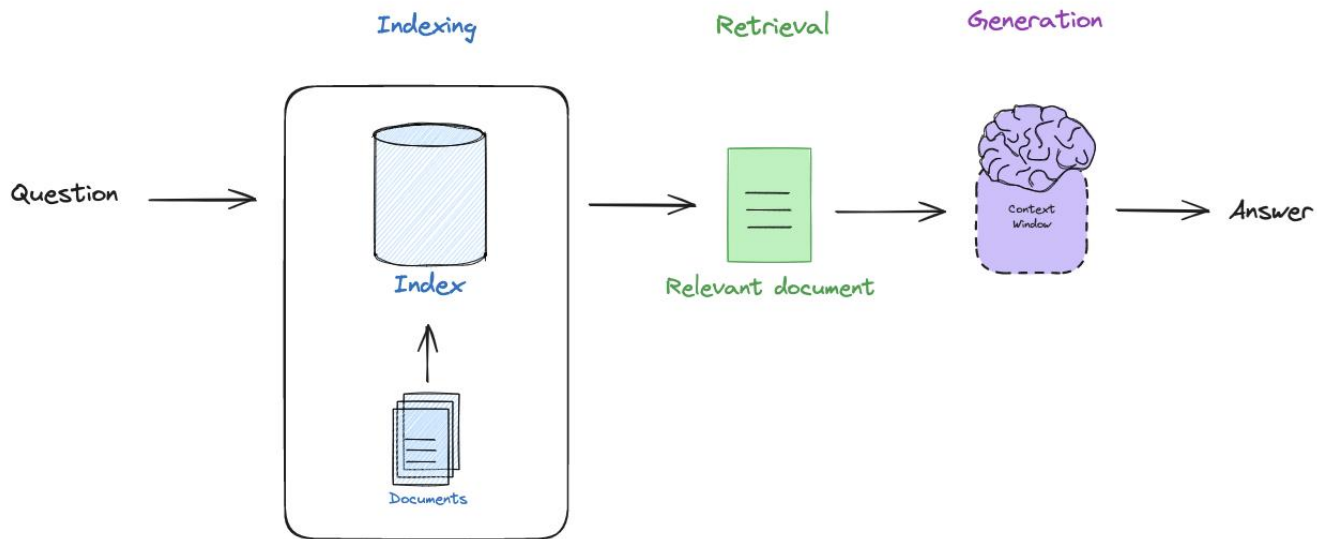 Indexing
Retrieval
Generation
Question
Index
Documents
Relevant document
Context
Window
Answer